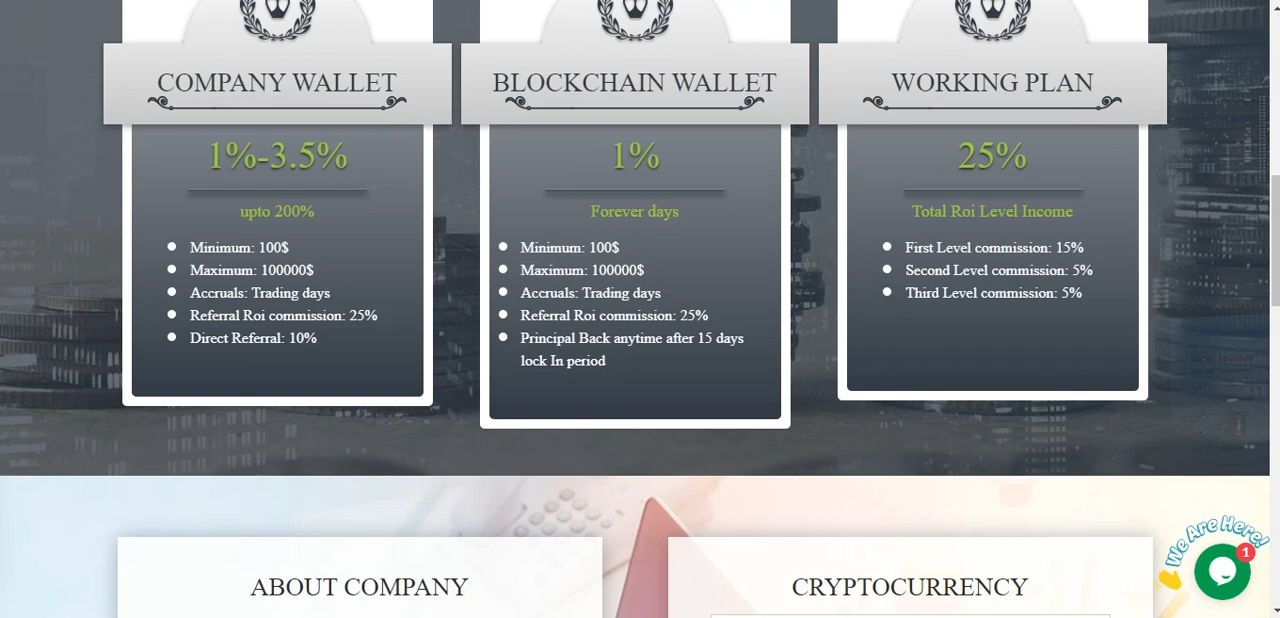 COMPANY WALLET
1%-3.5%
upto 200%
Minimum: 100$
Maximum: 100000$
Accruals: Trading days
Referral Roi commission: 25%
Direct Referral: 10%
BLOCKCHAIN WALLET
1%
Forever days
Minimum: 100$
Maximum: 100000$
Accruals: Trading days
Referral Roi commission: 25%
Principal Back anytime after 15 days
lock In period
WORKING PLAN
25%
Total Roi Level Income
First Level commission: 15%
Second Level commission: 5%
Third Level commission: 5%
ABOUT COMPANY
CRYPTOCURRENCY
We Are Here!
1